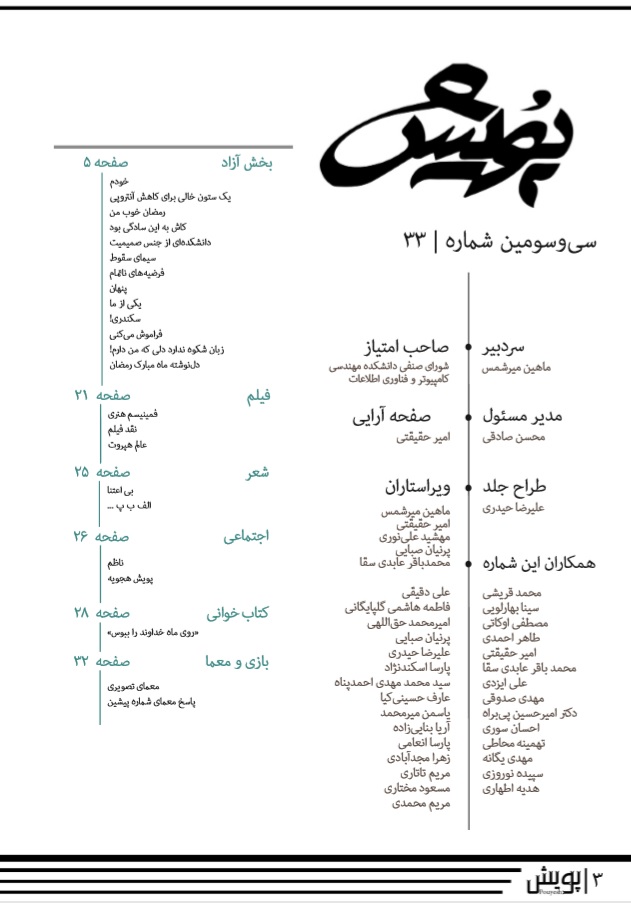 پویش
سی‌وسومین شماره | ۳۳
سردبیر
ماهین میرشمس
صاحب امتیاز
شورای صنفی دانشکده مهندسی
کامپیوتر و فناوری اطلاعات
مدیر مسئول
محسن صادقی
صفحه آرایی
امیر حقیقتی
طراح جلد
علیرضا حیدری
ویراستاران
ماهین میرشمس
امیر حقیقتی
مهشید علی‌نوری
پرنیان صبایی
محمدباقر عابدی سقا
همکاران این شماره
محمد قریشی
سینا بهارلویی
مصطفی اوکاتی
طاهر احمدی
امیر حقیقتی
محمد باقر عابدی سقا
علی ایزدی
مهدی صدوقی
دکتر امیرحسین پی‌براه
احسان سوری
تهمینه محاطی
مهدی یگانه
سپیده نوروزی
هدیه اطهاری
علی دقیقی
فاطمه هاشمی گلپایگانی
امیرمحمد حق‌اللهی
پرنیان صبایی
علیرضا حیدری
پارسا اسکندنژاد
سید محمد مهدی احمدپناه
عارف حسینی‌کیا
یاسمن میرمحمد
آریا بنایی‌زاده
پارسا انعامی
زهرا مجدآبادی
مریم تاتاری
مسعود مختاری
مریم محمدی
بخش آزاد صفحه ۵
خودم
یک ستون خالی برای کاهش آنتروپی
رمضان خوب من
کاش به این سادگی بود
دانشکده‌ای از جنس صمیمیت
سیمای سقوط
فرضیه‌های ناتمام
پنهان
یکی از ما
سکندری!
فراموش می‌کنی
زبان شکوه ندارد دلی که من دارم!
دل‌نوشته ماه مبارک رمضان
فیلم صفحه ۲۱
فمینیسم هنری
نقد فیلم
عالم هپروت
شعر صفحه ۲۵
بی اعتنا
الف ب پ ...
اجتماعی صفحه ۲۶
ناظم
پویش هجویه
کتاب خوانی صفحه ۲۸
«روی ماه خداوند را ببوس»
بازی و معما صفحه ۳۲
معمای تصویری
پاسخ معمای شماره پیشین
۳ | پویش
Pouyesh